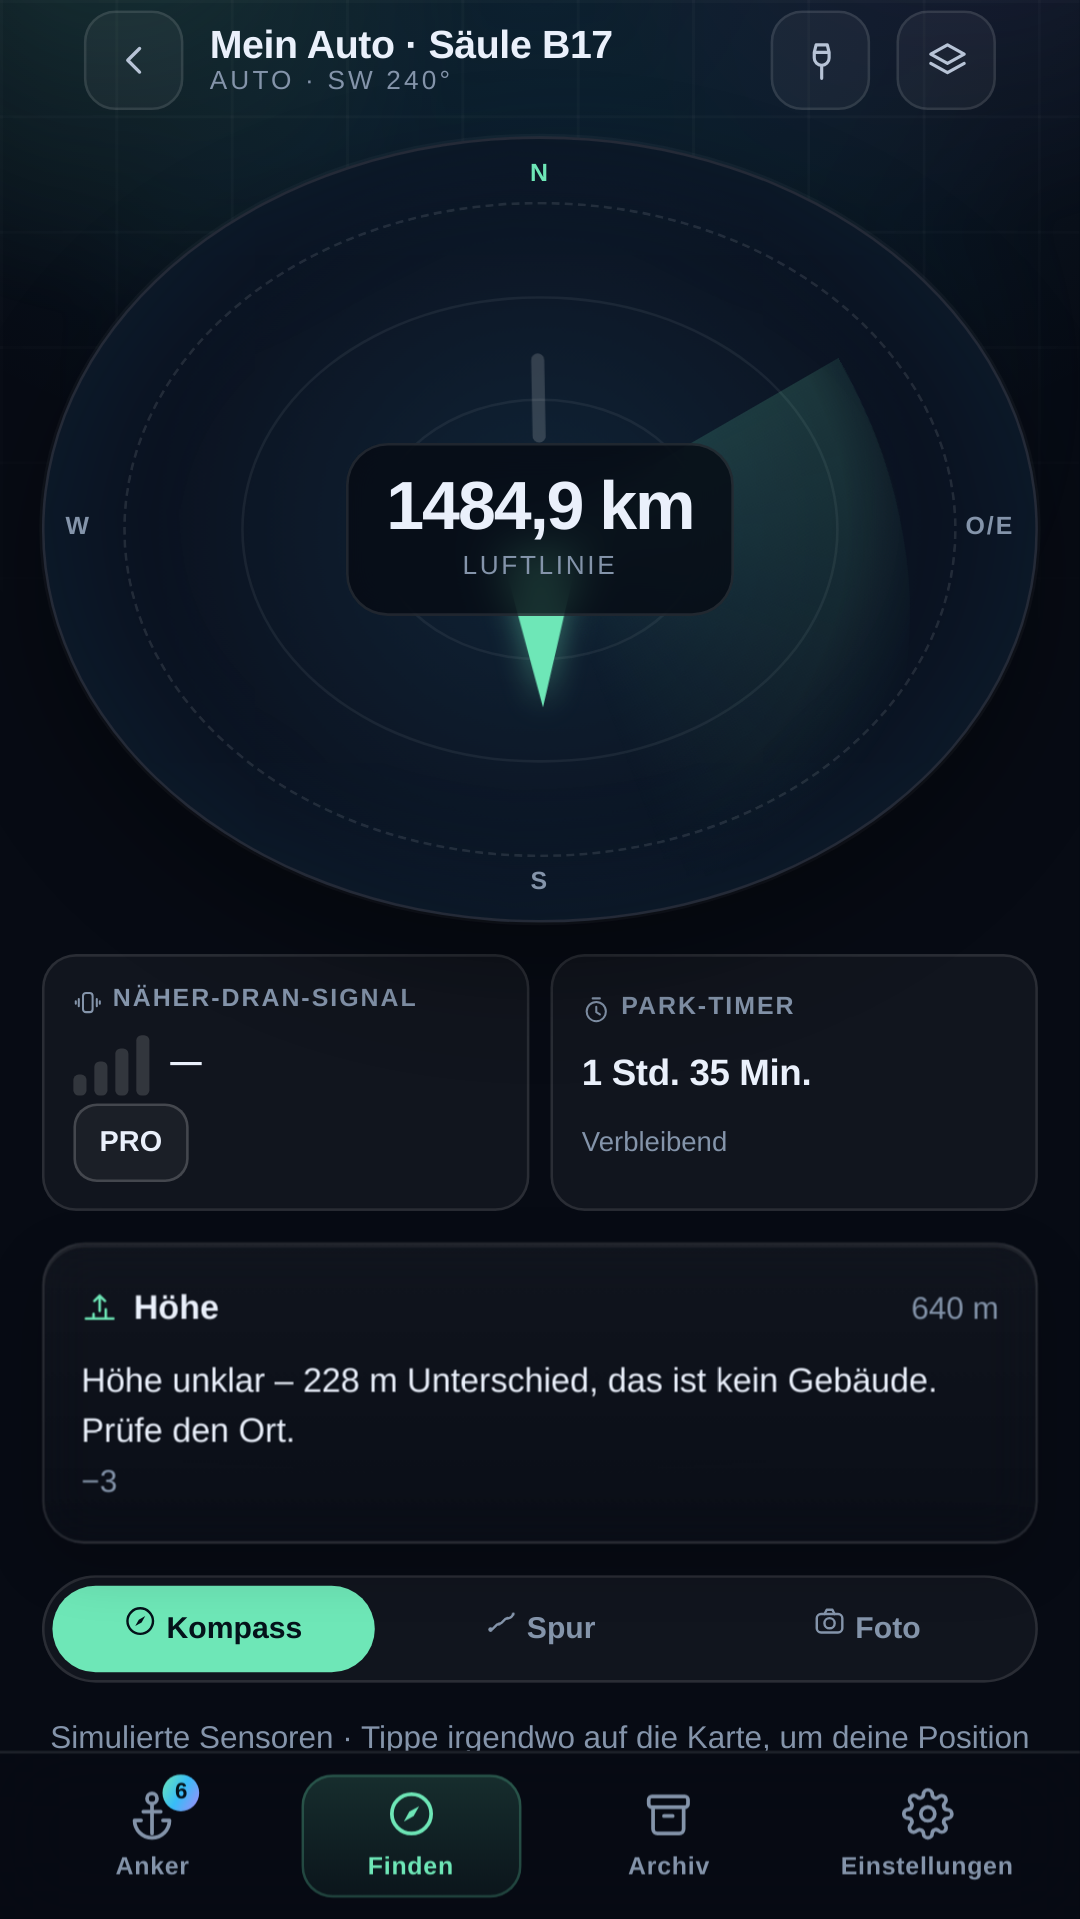 Mein Auto · Säule B17
AUTO · SW 240°
N
W
O/E
1484,9 km
LUFTLINIE
S
NÄHER-DRAN-SIGNAL
—
PRO
PARK-TIMER
1 Std. 35 Min.
Verbleibend
Höhe
640 m
Höhe unklar – 228 m Unterschied, das ist kein Gebäude.
Prüfe den Ort.
−3
Kompass
Spur
Foto
Simulierte Sensoren · Tippe irgendwo auf die Karte, um deine Position
6
Anker
Finden
Archiv
Einstellungen